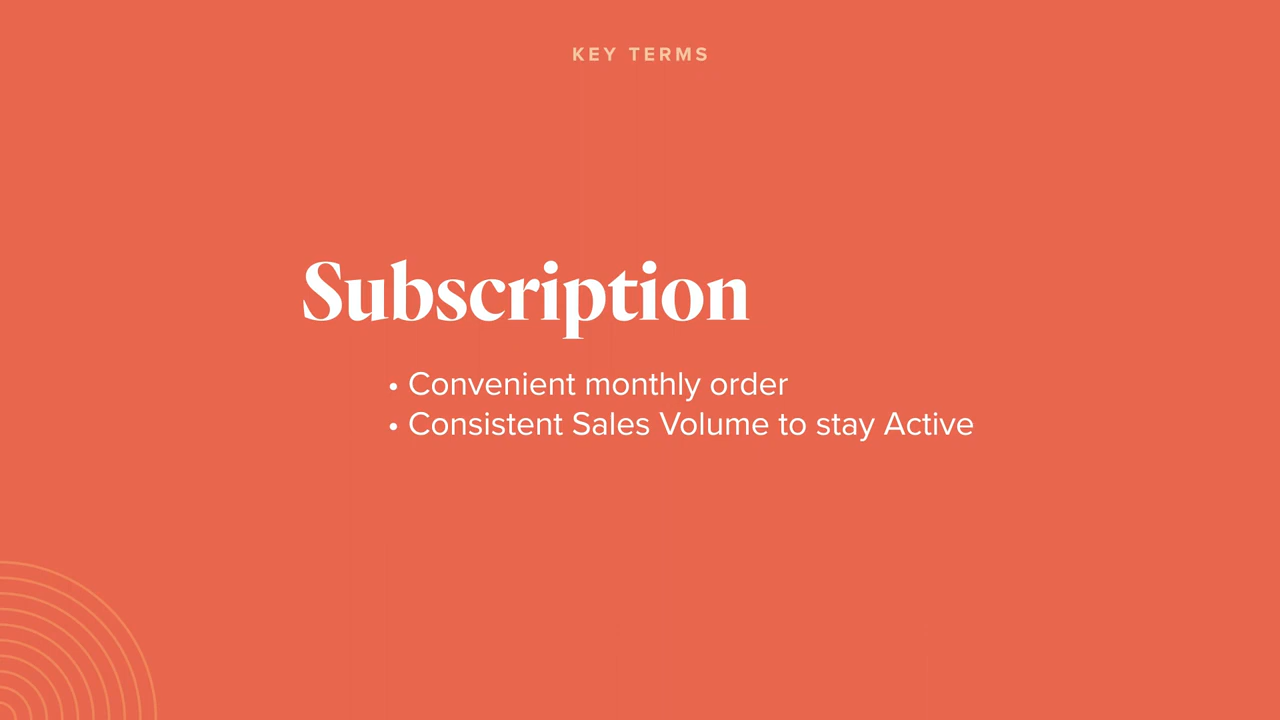 KEY TERMS
Subscription
• Convenient monthly order
• Consistent Sales Volume to stay Active